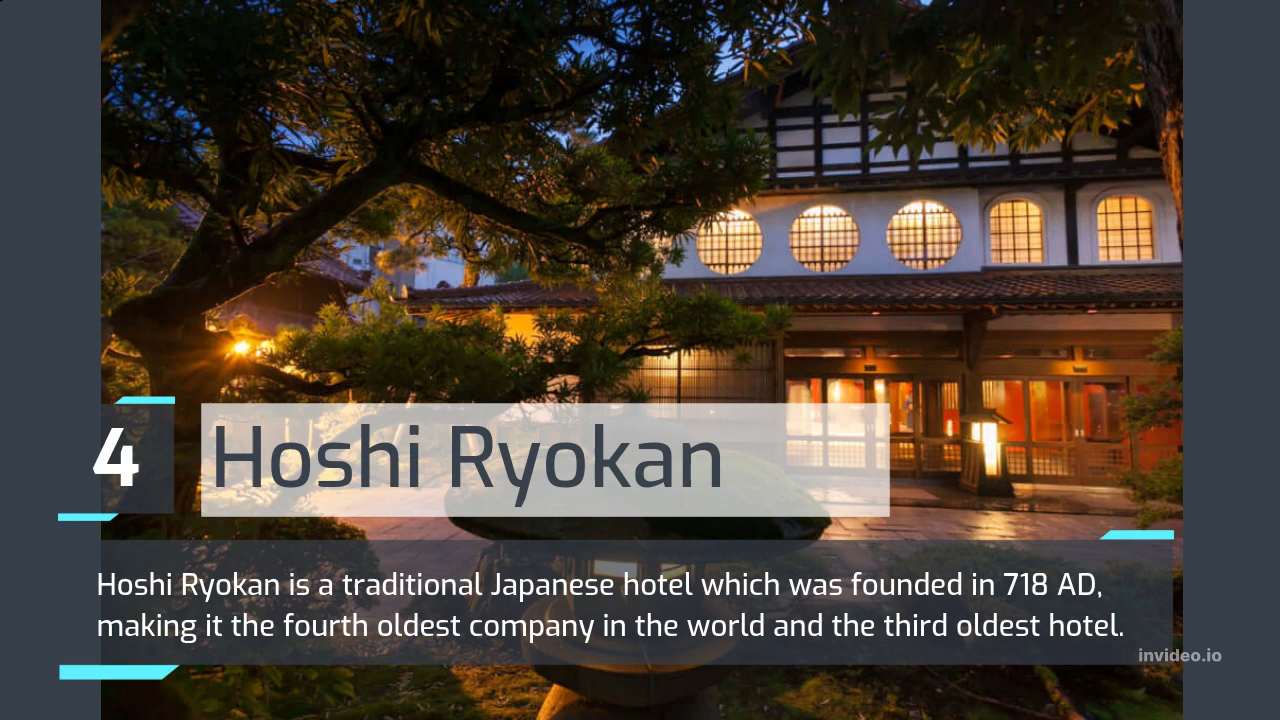 4
Hoshi Ryokan
Hoshi Ryokan is a traditional Japanese hotel which was founded in 718 AD,
making it the fourth oldest company in the world and the third oldest hotel.
invideo.io